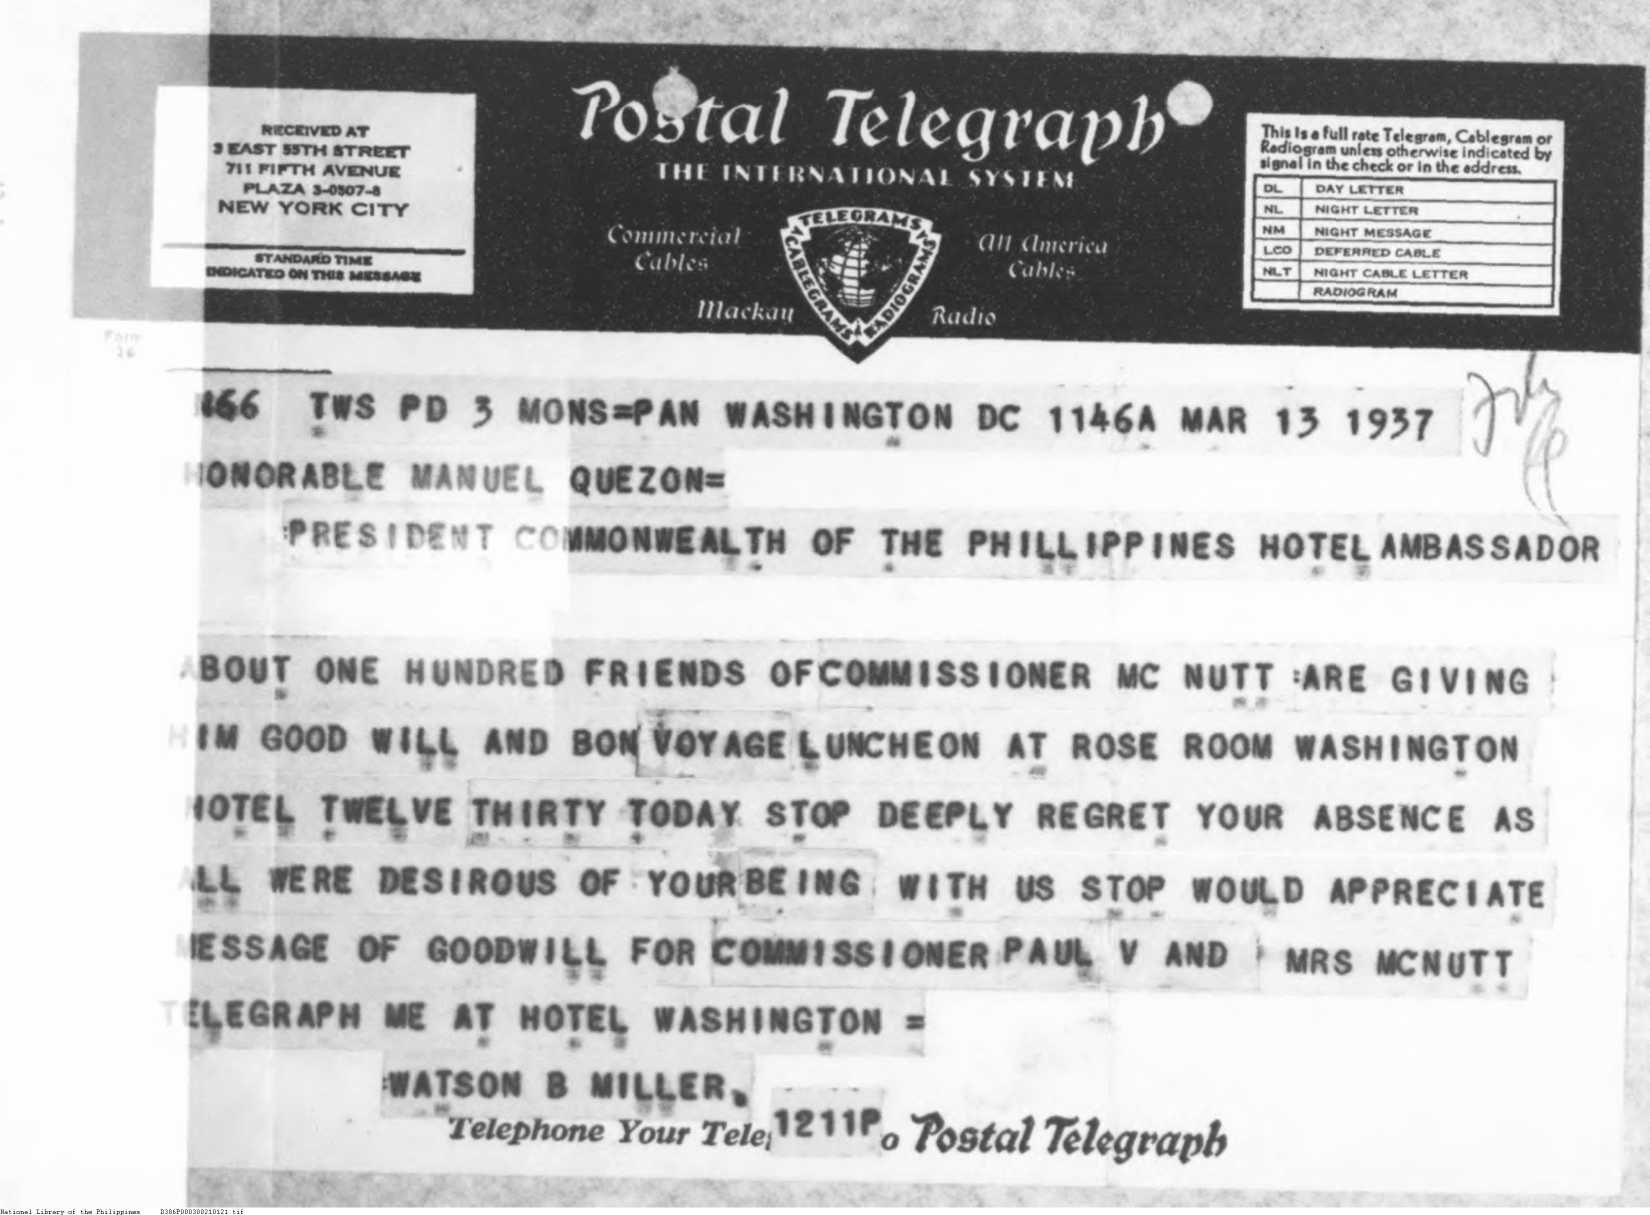 RECEIVED AT
3 EAST 55TH STREET
711 FIFTH AVENUE
PLAZA 3-0507-8
NEW YORK CITY
STANDARD TIME
INDICATED ON THIS MESSAGE
Postal Telegraph
THE INTERNATIONAL SYSTEM
Commercial Cables
All America Cables
TELEGRAMS
CABLEGRAMS
RADIOGRAMS
Mackay Radio
This is a full rate Telegram, Cablegram or
Radiogram unless otherwise indicated by
signal in the check or in the address.
DL DAY LETTER
NL NIGHT LETTER
NM NIGHT MESSAGE
LCO DEFERRED CABLE
NLT NIGHT CABLE LETTER
RADIOGRAM
Form
16
TWS PD 3 MONS=PAN WASHINGTON DC 1146A MAR 13 1937
HONORABLE MANUEL QUEZON=
:PRESIDENT COMMONWEALTH OF THE PHILLIPPINES HOTEL AMBASSADOR
ABOUT ONE HUNDRED FRIENDS OF COMMISSIONER MC NUTT :ARE GIVING
HIM GOOD WILL AND BON VOYAGE LUNCHEON AT ROSE ROOM WASHINGTON
HOTEL TWELVE THIRTY TODAY STOP DEEPLY REGRET YOUR ABSENCE AS
ALL WERE DESIROUS OF YOUR BEING WITH US STOP WOULD APPRECIATE
MESSAGE OF GOODWILL FOR COMMISSIONER PAUL V AND MRS MCNUTT
TELEGRAPH ME AT HOTEL WASHINGTON =
:WATSON B MILLER.
1211P
Telephone Your Tele o Postal Telegraph
National Library of the Philippines D386P000300210121.tif